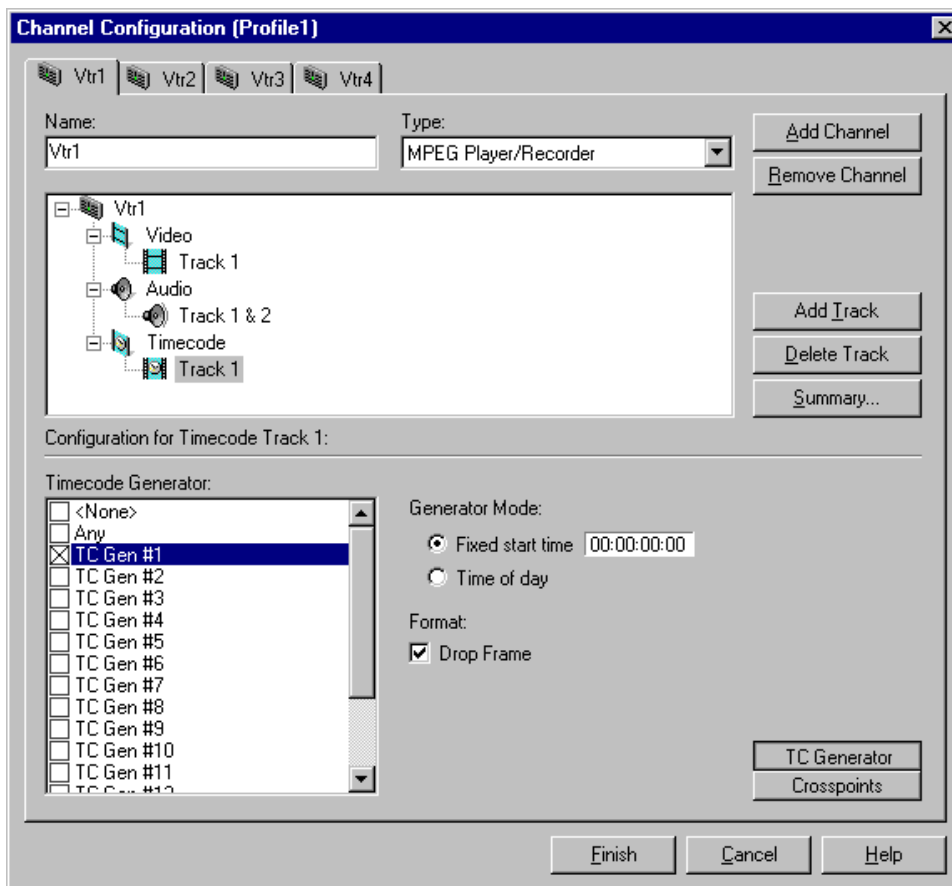 Channel Configuration (Profile1)
Vtr1 Vtr2 Vtr3 Vtr4
Name: Type:
Vtr1 MPEG Player/Recorder
Add Channel
Remove Channel
Vtr1
Video
Track 1
Audio
Track 1 & 2
Timecode
Track 1
Add Track
Delete Track
Summary...
Configuration for Timecode Track 1:
Timecode Generator:
<None>
Any
TC Gen #1
TC Gen #2
TC Gen #3
TC Gen #4
TC Gen #5
TC Gen #6
TC Gen #7
TC Gen #8
TC Gen #9
TC Gen #10
TC Gen #11
TC Gen #12
Generator Mode:
Fixed start time 00:00:00:00
Time of day
Format:
Drop Frame
TC Generator
Crosspoints
Finish Cancel Help